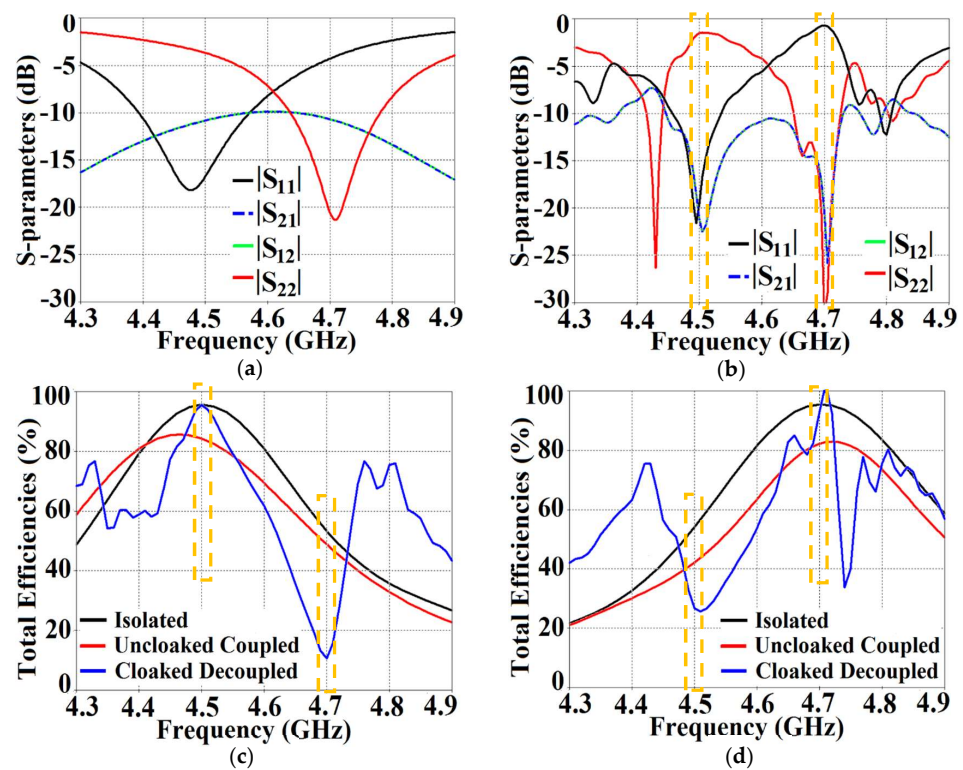 S-parameters (dB)
0
-5
-10
-15
-20
-25
-30
|S11|
|S21|
|S12|
|S22|
4.3 4.4 4.5 4.6 4.7 4.8 4.9
Frequency (GHz)
(a)
S-parameters (dB)
0
-5
-10
-15
-20
-25
-30
|S11| |S12|
|S21| |S22|
4.3 4.4 4.5 4.6 4.7 4.8 4.9
Frequency (GHz)
(b)
Total Efficiencies (%)
100
80
60
40
20
0
Isolated
Uncloaked Coupled
Cloaked Decoupled
4.3 4.4 4.5 4.6 4.7 4.8 4.9
Frequency (GHz)
(c)
Total Efficiencies (%)
100
80
60
40
20
0
Isolated
Uncloaked Coupled
Cloaked Decoupled
4.3 4.4 4.5 4.6 4.7 4.8 4.9
Frequency (GHz)
(d)